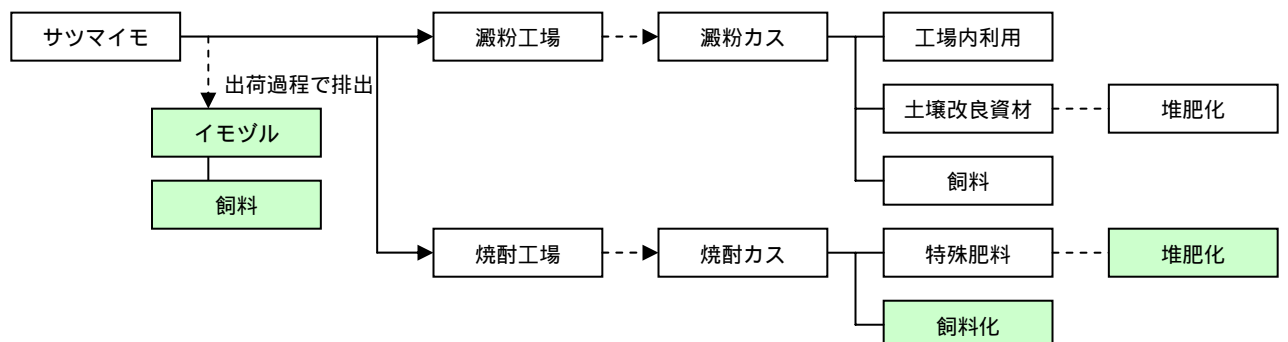 サツマイモ
澱粉工場
澱粉カス
工場内利用
出荷過程で排出
イモヅル
土壌改良資材
堆肥化
飼料
飼料
焼酎工場
焼酎カス
特殊肥料
堆肥化
飼料化